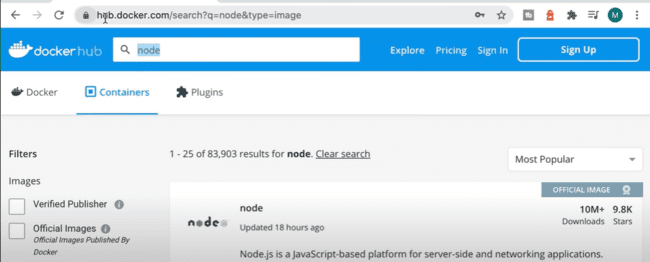 hub.docker.com/search?q=node&type=image
M
docker hub
node
Explore Pricing Sign In Sign Up
Docker Containers Plugins
Filters
1 - 25 of 83,903 results for node. Clear search
Most Popular
Images
OFFICIAL IMAGE
Verified Publisher
node
10M+ 9.8K
Downloads Stars
Official Images
node
Updated 18 hours ago
Official Images Published By
Docker
Node.js is a JavaScript-based platform for server-side and networking applications.